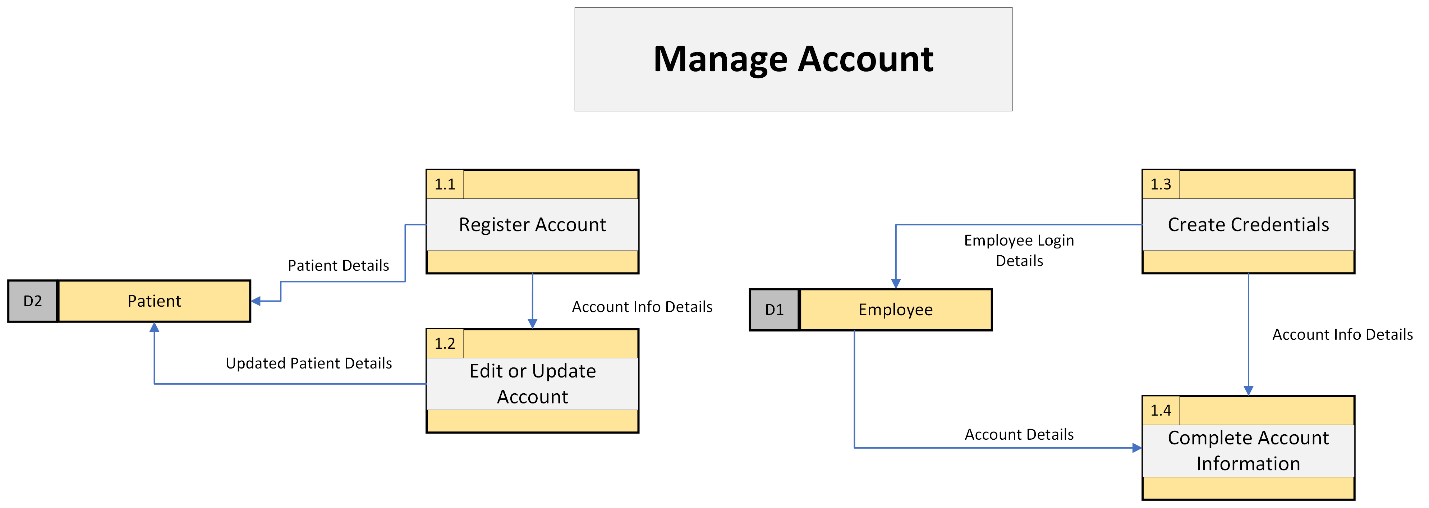 Manage Account
1.1
Register Account
Patient Details
D2
Patient
Account Info Details
1.2
Edit or Update
Account
Updated Patient Details
1.3
Create Credentials
Employee Login
Details
D1
Employee
Account Info Details
1.4
Complete Account
Information
Account Details